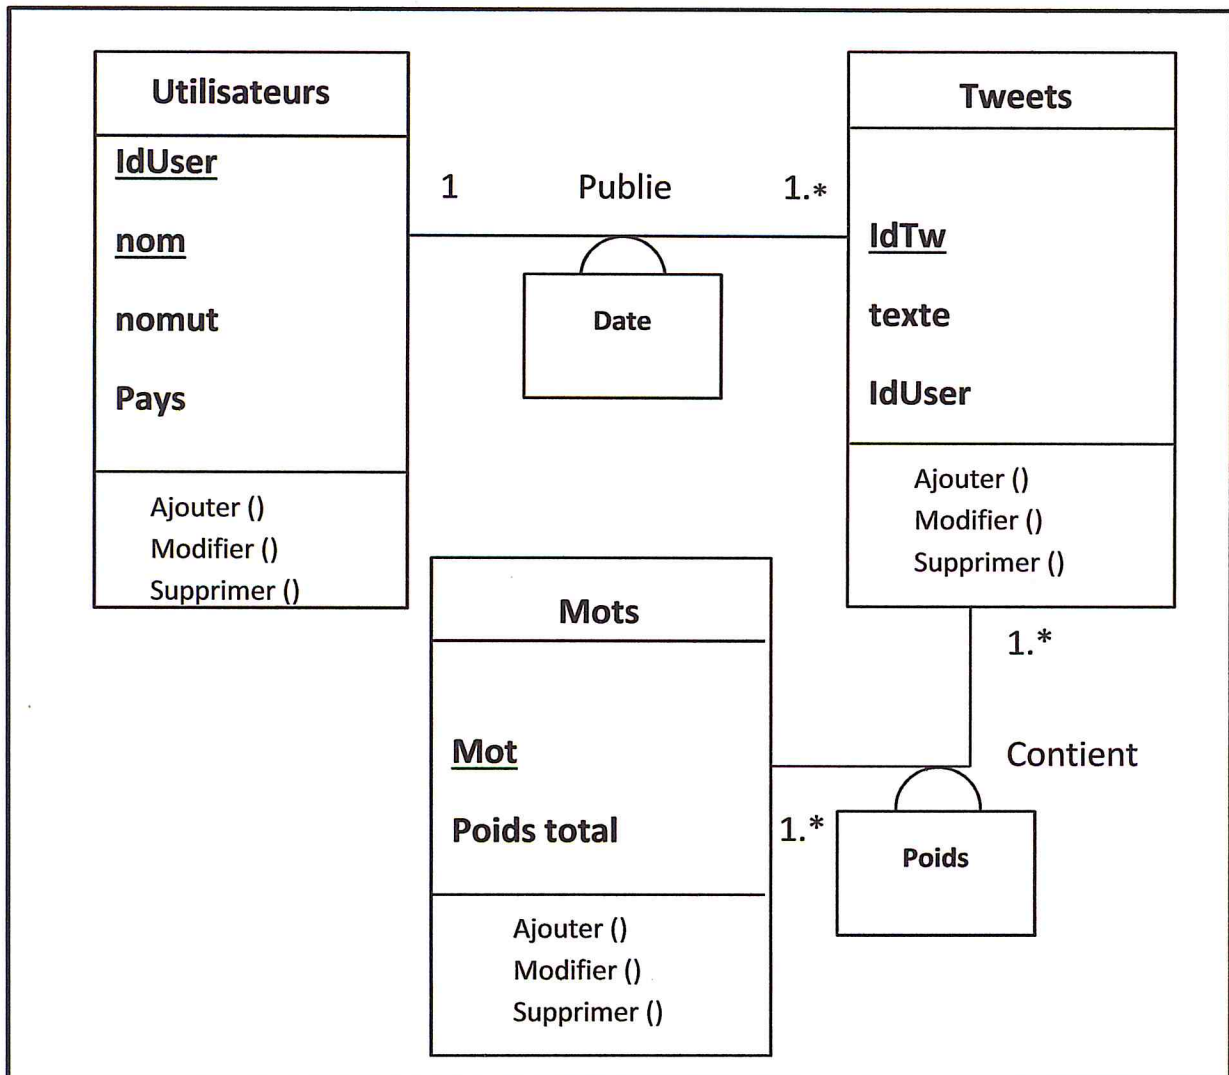 Utilisateurs
IdUser
nom
nomut
Pays
Ajouter ()
Modifier ()
Supprimer ()
1
Publie
1.*
Date
Tweets
IdTw
texte
IdUser
Ajouter ()
Modifier ()
Supprimer ()
1.*
Contient
1.*
Poids
Mots
Mot
Poids total
Ajouter ()
Modifier ()
Supprimer ()